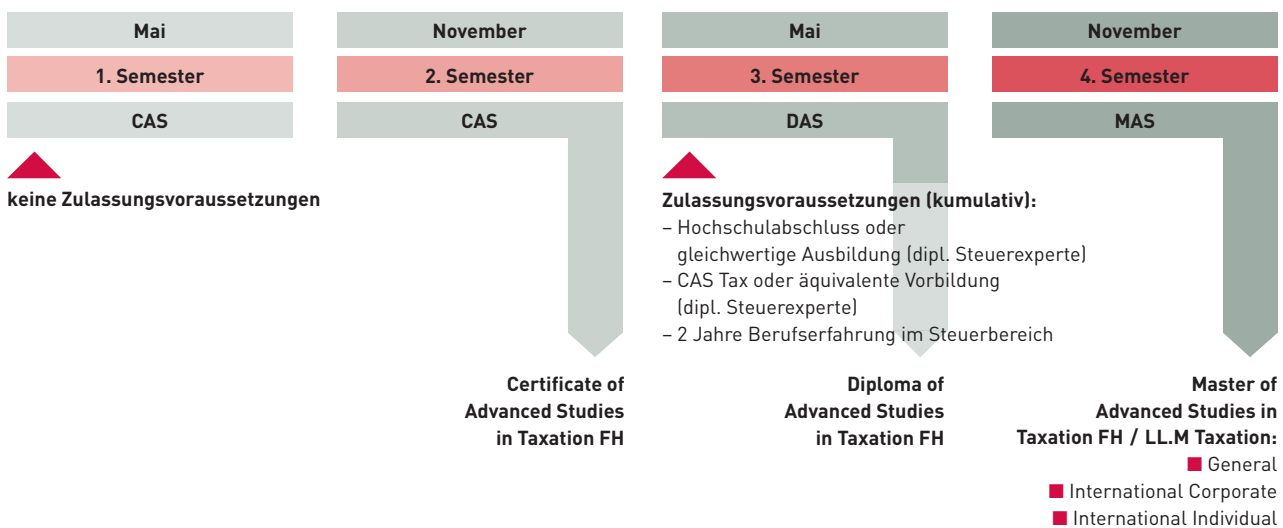 Mai
1. Semester
CAS
keine Zulassungsvoraussetzungen
November
2. Semester
CAS
Certificate of
Advanced Studies
in Taxation FH
Mai
3. Semester
DAS
Zulassungsvoraussetzungen (kumulativ):
– Hochschulabschluss oder
gleichwertige Ausbildung (dipl. Steuerexperte)
– CAS Tax oder äquivalente Vorbildung
(dipl. Steuerexperte)
– 2 Jahre Berufserfahrung im Steuerbereich
Diploma of
Advanced Studies
in Taxation FH
November
4. Semester
MAS
Master of
Advanced Studies in
Taxation FH / LL.M Taxation:
■ General
■ International Corporate
■ International Individual